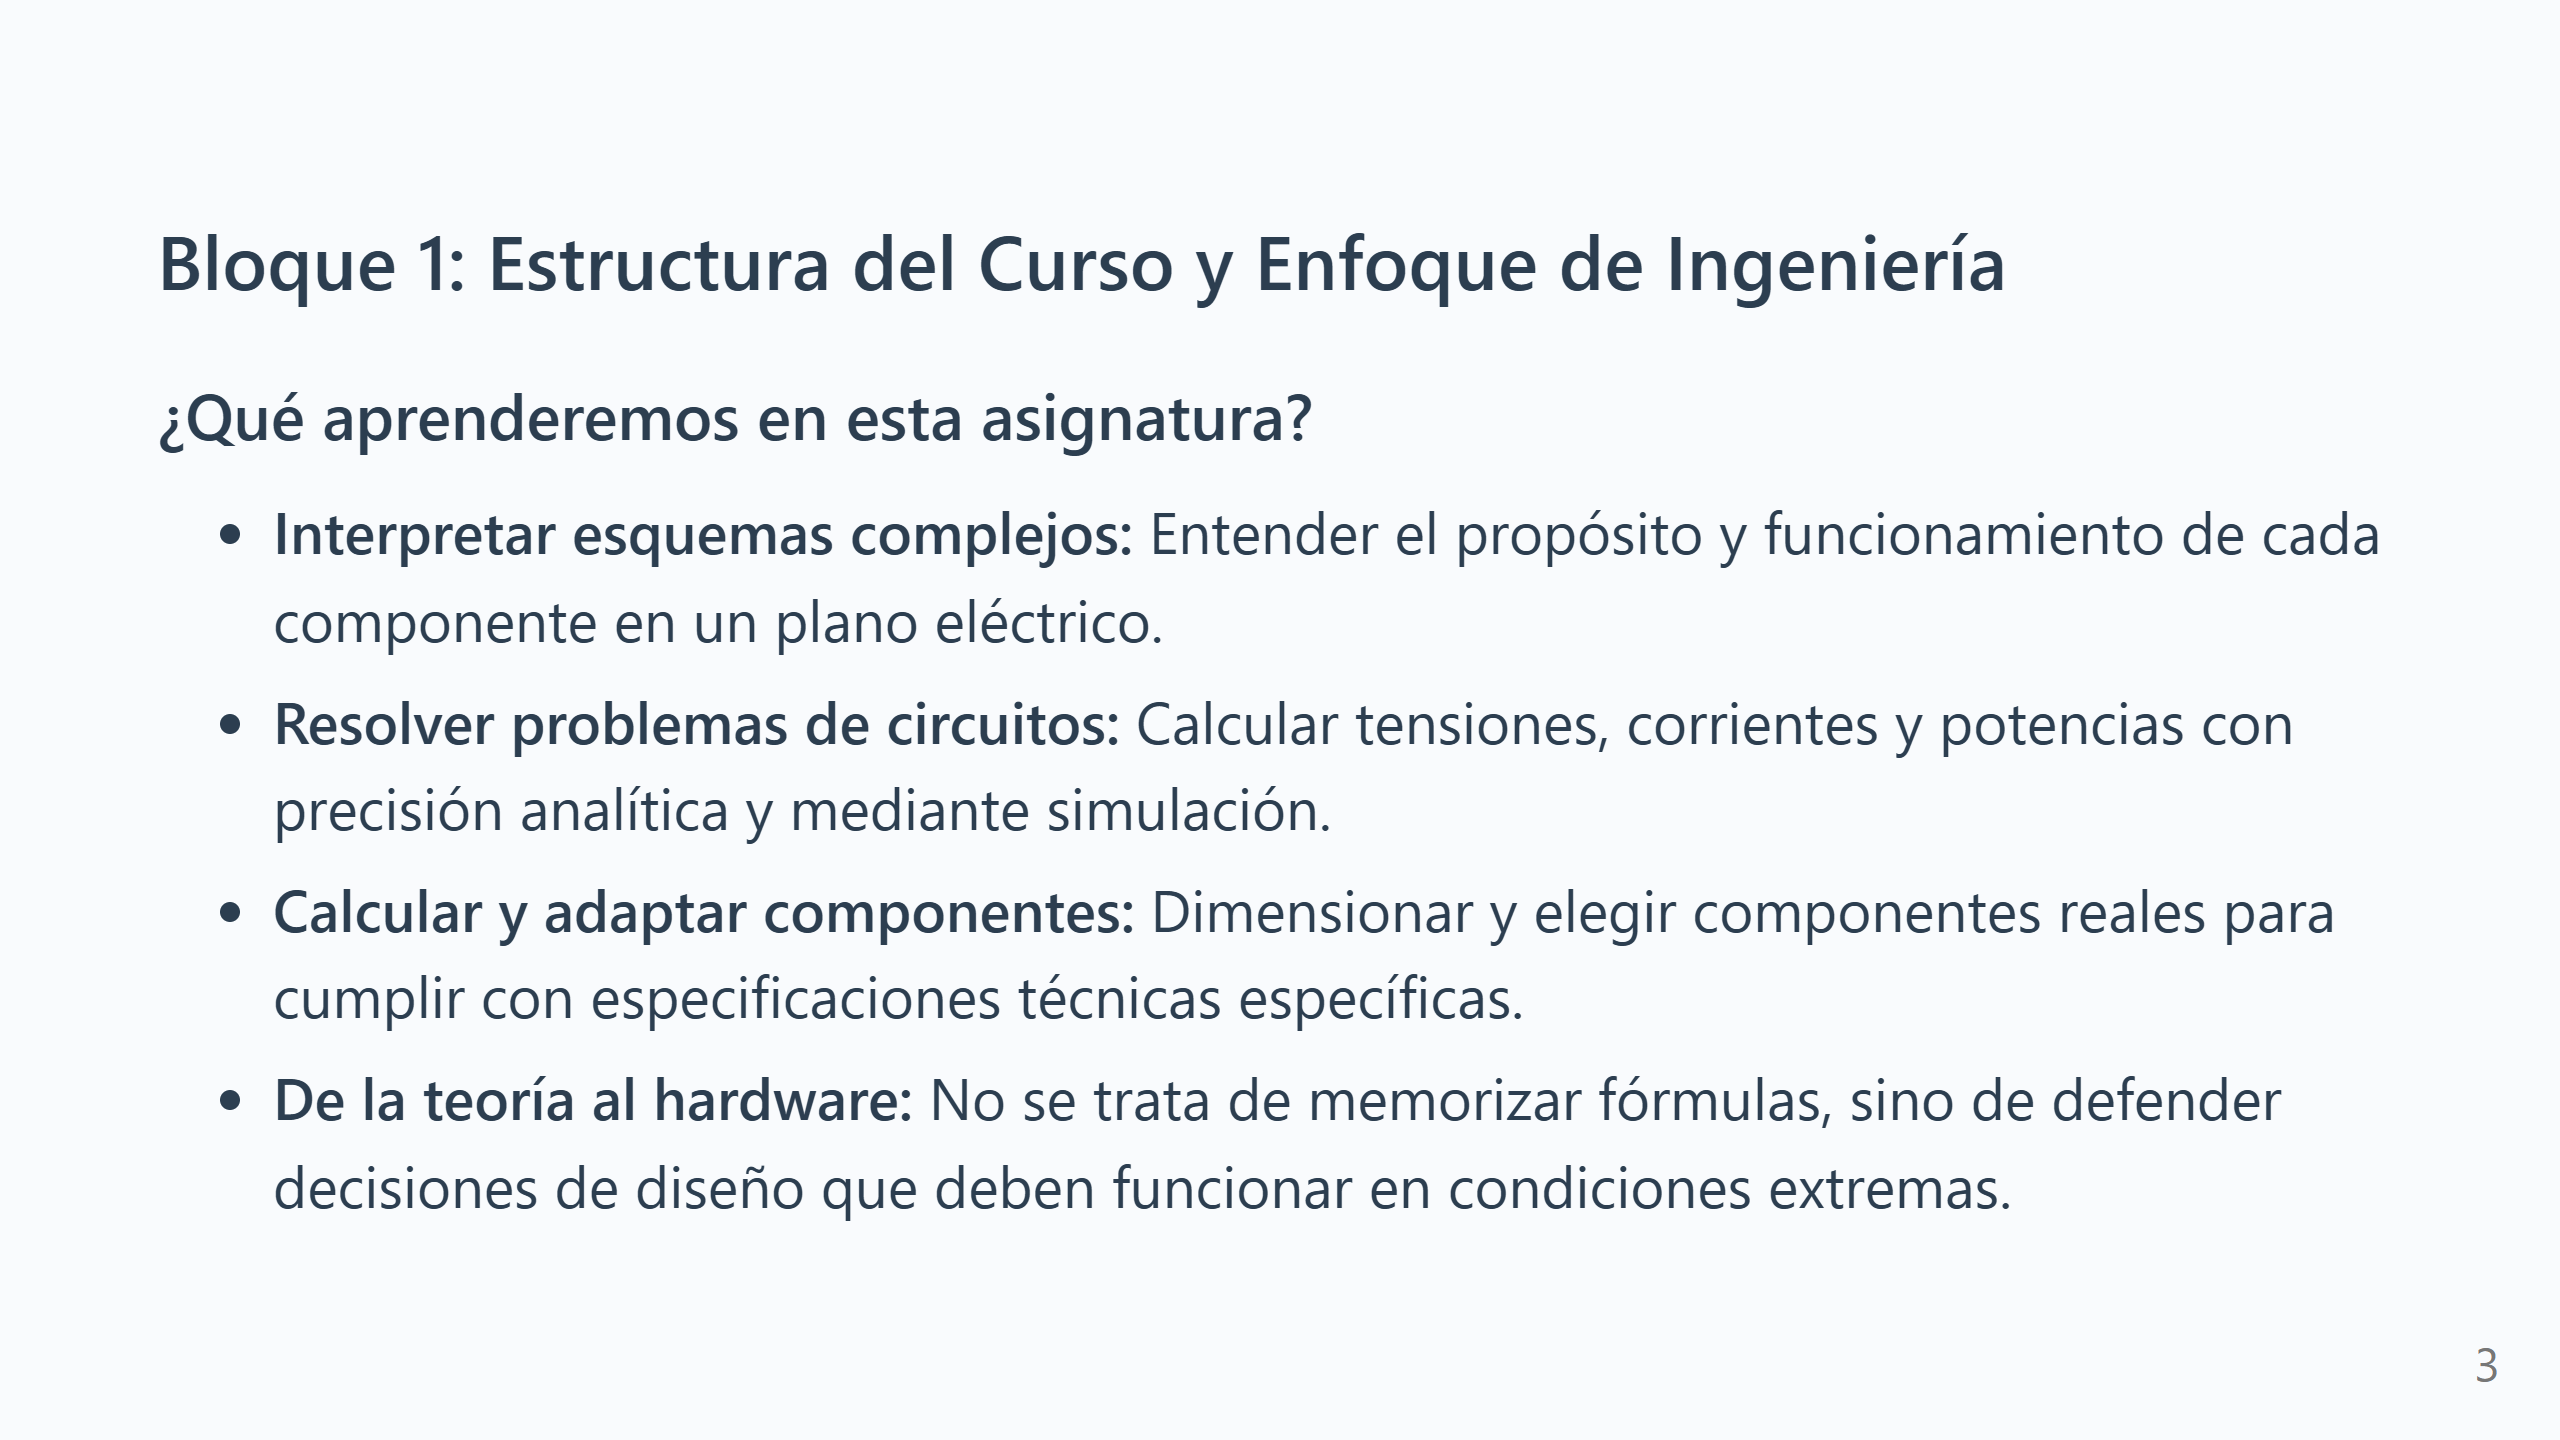 Bloque 1: Estructura del Curso y Enfoque de Ingeniería
¿Qué aprenderemos en esta asignatura?
• Interpretar esquemas complejos: Entender el propósito y funcionamiento de cada
componente en un plano eléctrico.
• Resolver problemas de circuitos: Calcular tensiones, corrientes y potencias con
precisión analítica y mediante simulación.
• Calcular y adaptar componentes: Dimensionar y elegir componentes reales para
cumplir con especificaciones técnicas específicas.
• De la teoría al hardware: No se trata de memorizar fórmulas, sino de defender
decisiones de diseño que deben funcionar en condiciones extremas.
3